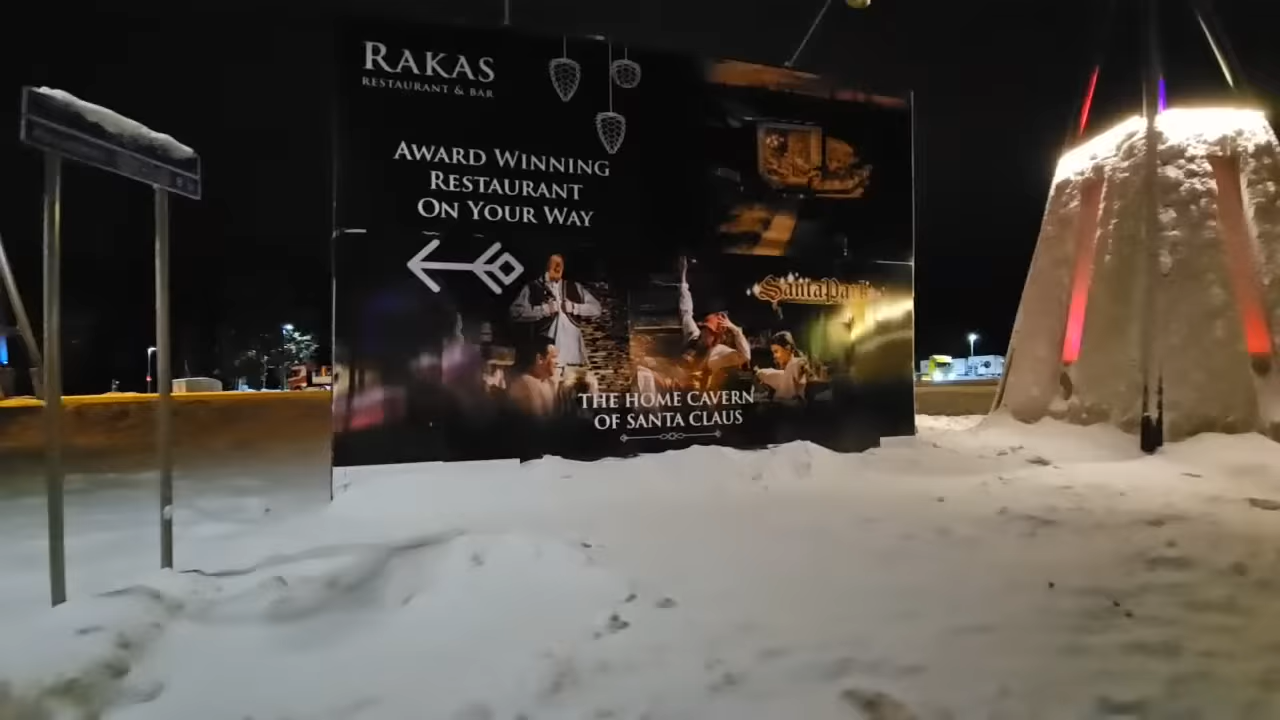 RAKAS
RESTAURANT & BAR
AWARD WINNING
RESTAURANT
ON YOUR WAY
SantaPark
THE HOME CAVERN
OF SANTA CLAUS